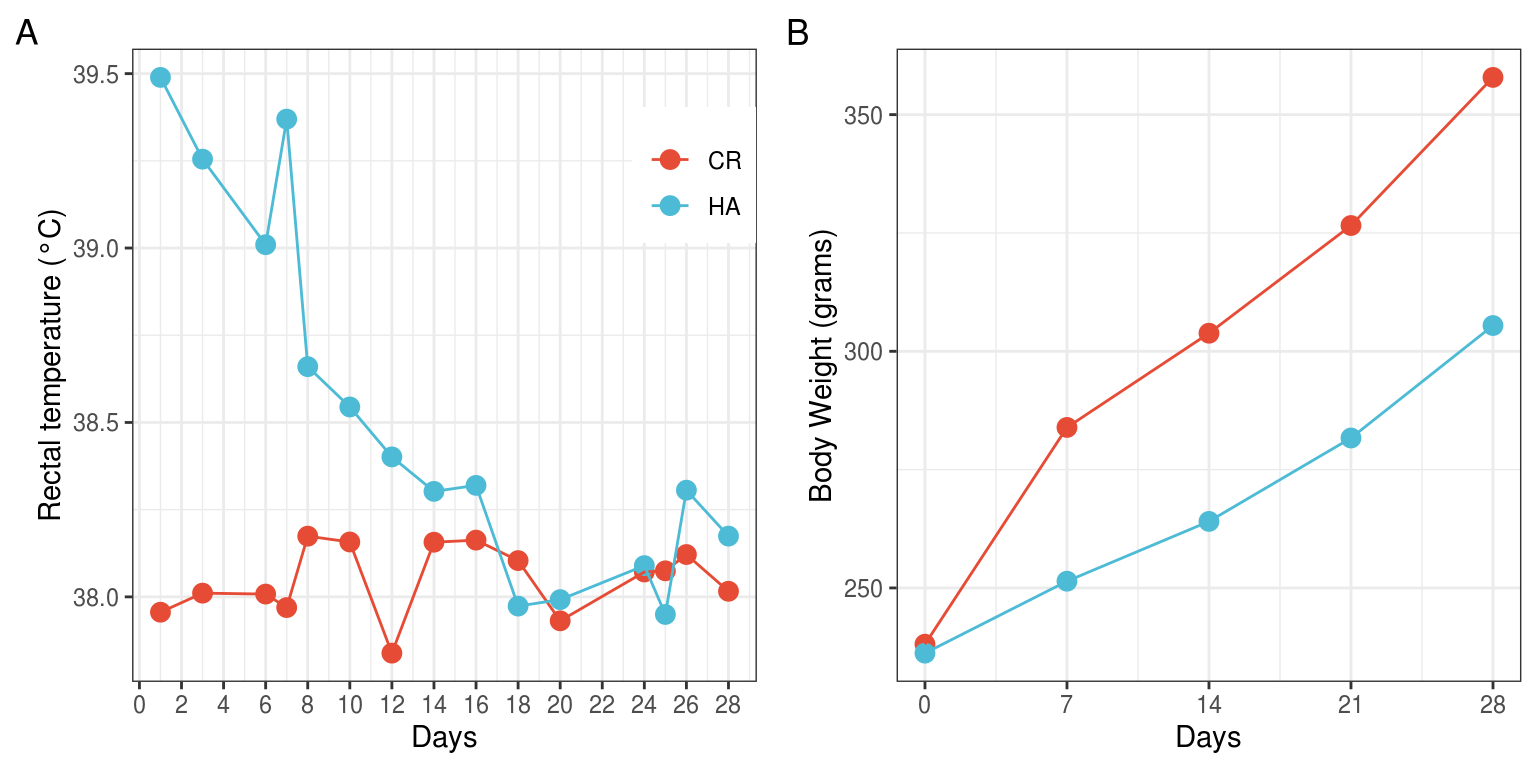 A
Rectal temperature (°C)
39.5
39.0
38.5
38.0
0 2 4 6 8 10 12 14 16 18 20 22 24 26 28
Days
CR
HA
B
Body Weight (grams)
350
300
250
0 7 14 21 28
Days